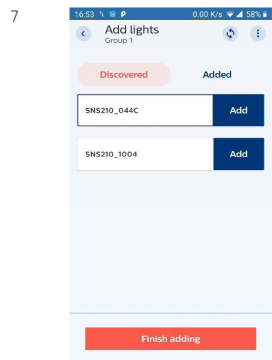 7
16:53 0.00 K/s 58%
Add lights
Group 1
Discovered Added
SNS210_044C Add
SNS210_1004 Add
Finish adding